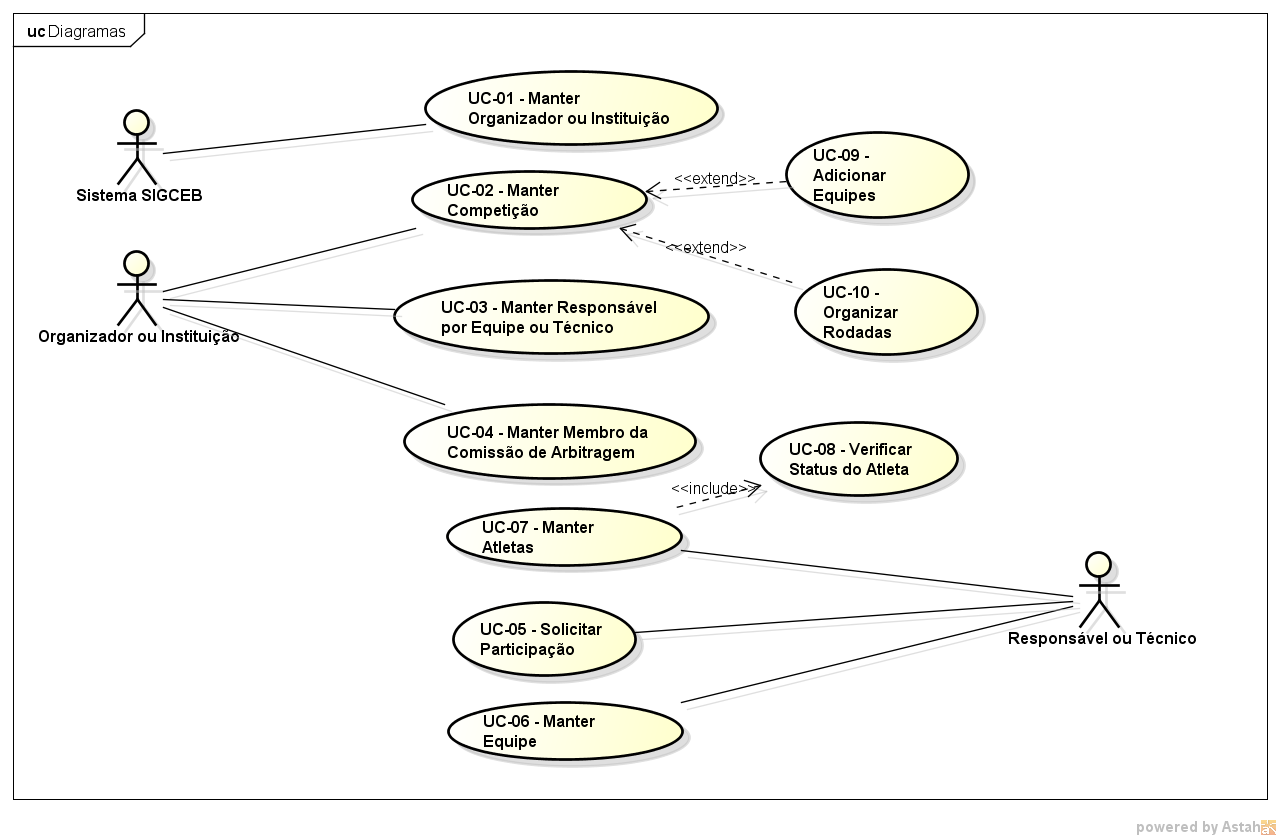 uc Diagramas
UC-01 - Manter
Organizador ou Instituição
Sistema SIGCEB
UC-02 - Manter
Competição
<<extend>>
UC-09 -
Adicionar
Equipes
<<extend>>
Organizador ou Instituição
UC-03 - Manter Responsável
por Equipe ou Técnico
UC-10 -
Organizar
Rodadas
UC-04 - Manter Membro da
Comissão de Arbitragem
UC-08 - Verificar
Status do Atleta
<<include>>
UC-07 - Manter
Atletas
UC-05 - Solicitar
Participação
Responsável ou Técnico
UC-06 - Manter
Equipe
powered by Astah